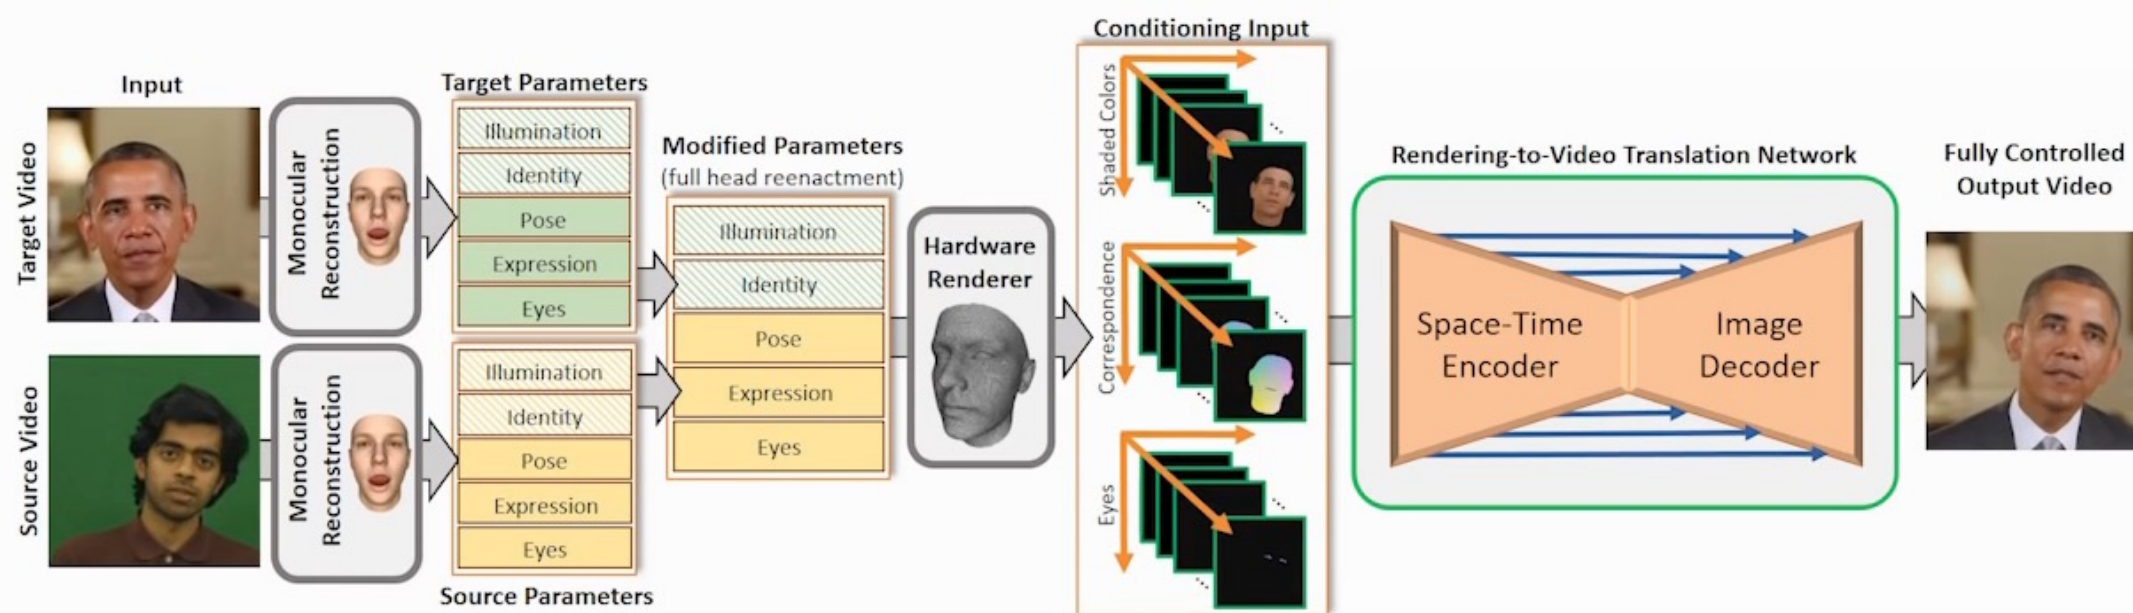 Input
Target Video
Source Video
Monocular
Reconstruction
Monocular
Reconstruction
Target Parameters
Illumination
Identity
Pose
Expression
Eyes
Illumination
Identity
Pose
Expression
Eyes
Source Parameters
Modified Parameters
(full head reenactment)
Illumination
Identity
Pose
Expression
Eyes
Hardware
Renderer
Conditioning Input
Shaded Colors
Correspondence
Eyes
Rendering-to-Video Translation Network
Space-Time
Encoder
Image
Decoder
Fully Controlled
Output Video